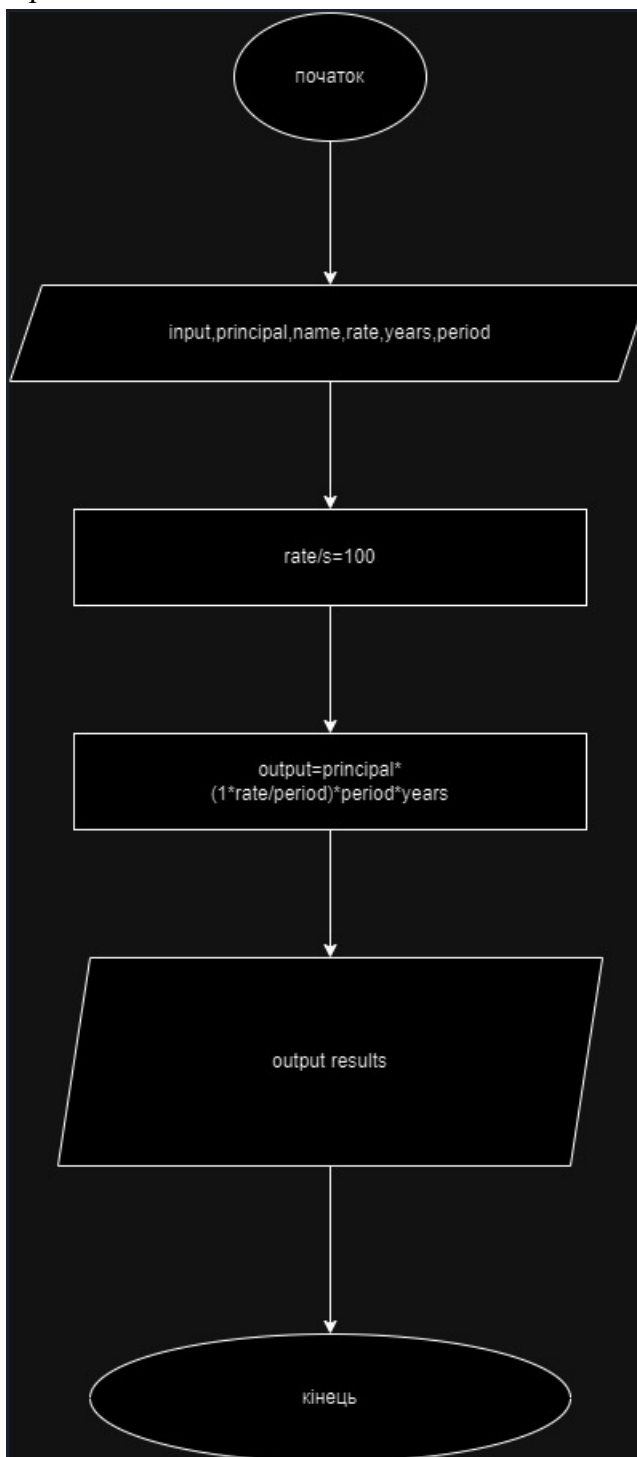 початок
input,principal,name,rate,years,period
rate/s=100
output=principal*
(1*rate/period)*period*years
output results
кінець